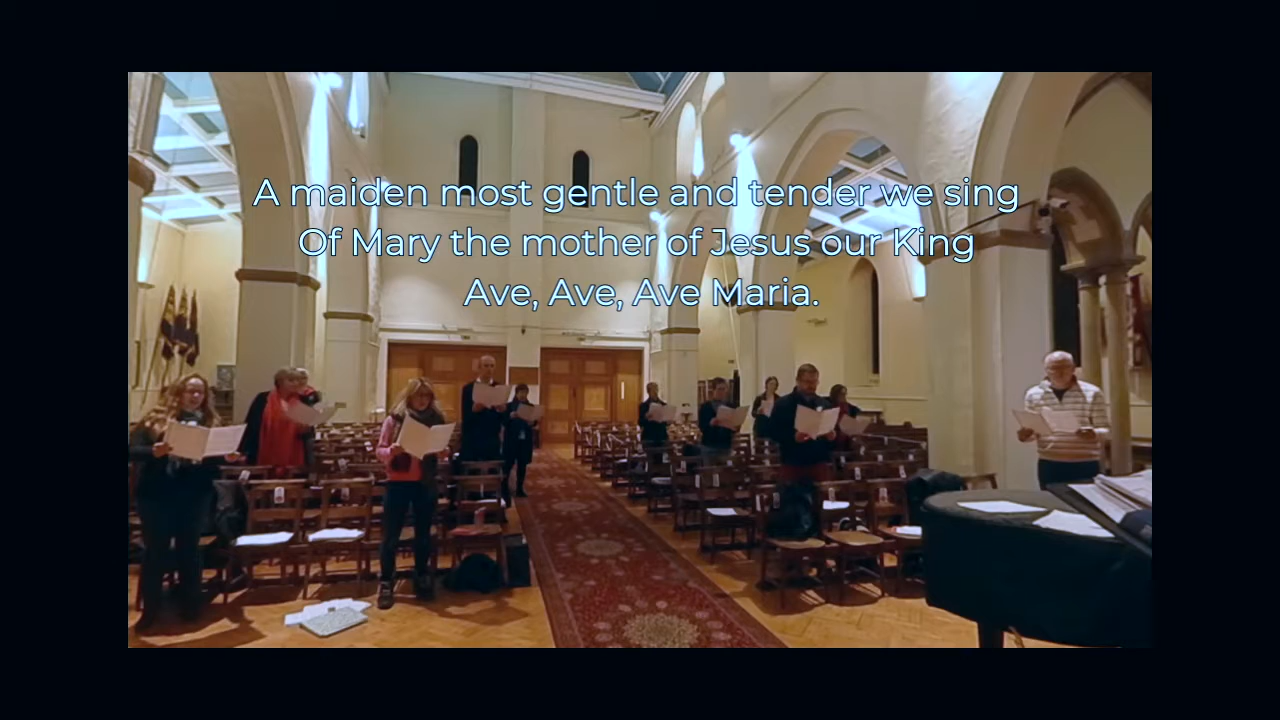 A maiden most gentle and tender we sing
Of Mary the mother of Jesus our King
Ave, Ave, Ave Maria.